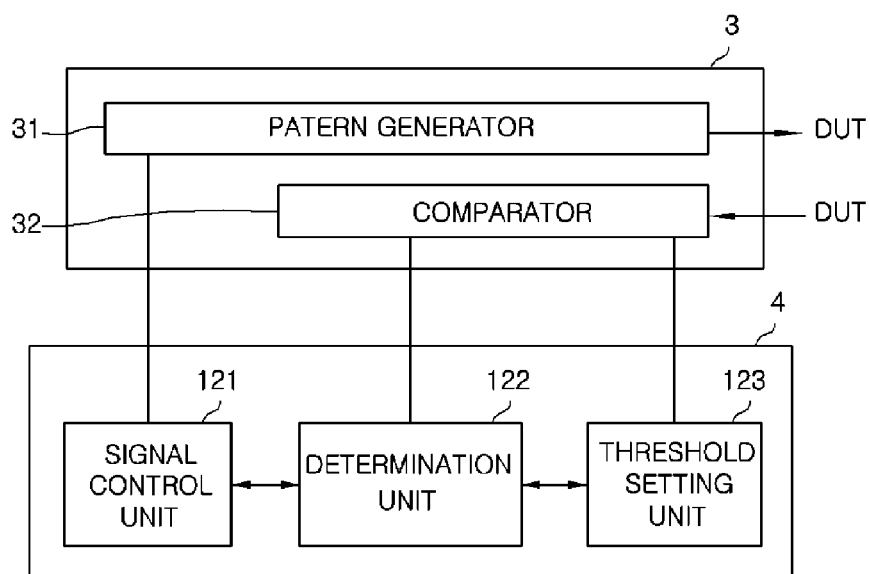 3
31
PATERN GENERATOR
DUT
32
COMPARATOR
DUT
4
121
122
123
SIGNAL
CONTROL
UNIT
DETERMINATION
UNIT
THRESHOLD
SETTING
UNIT